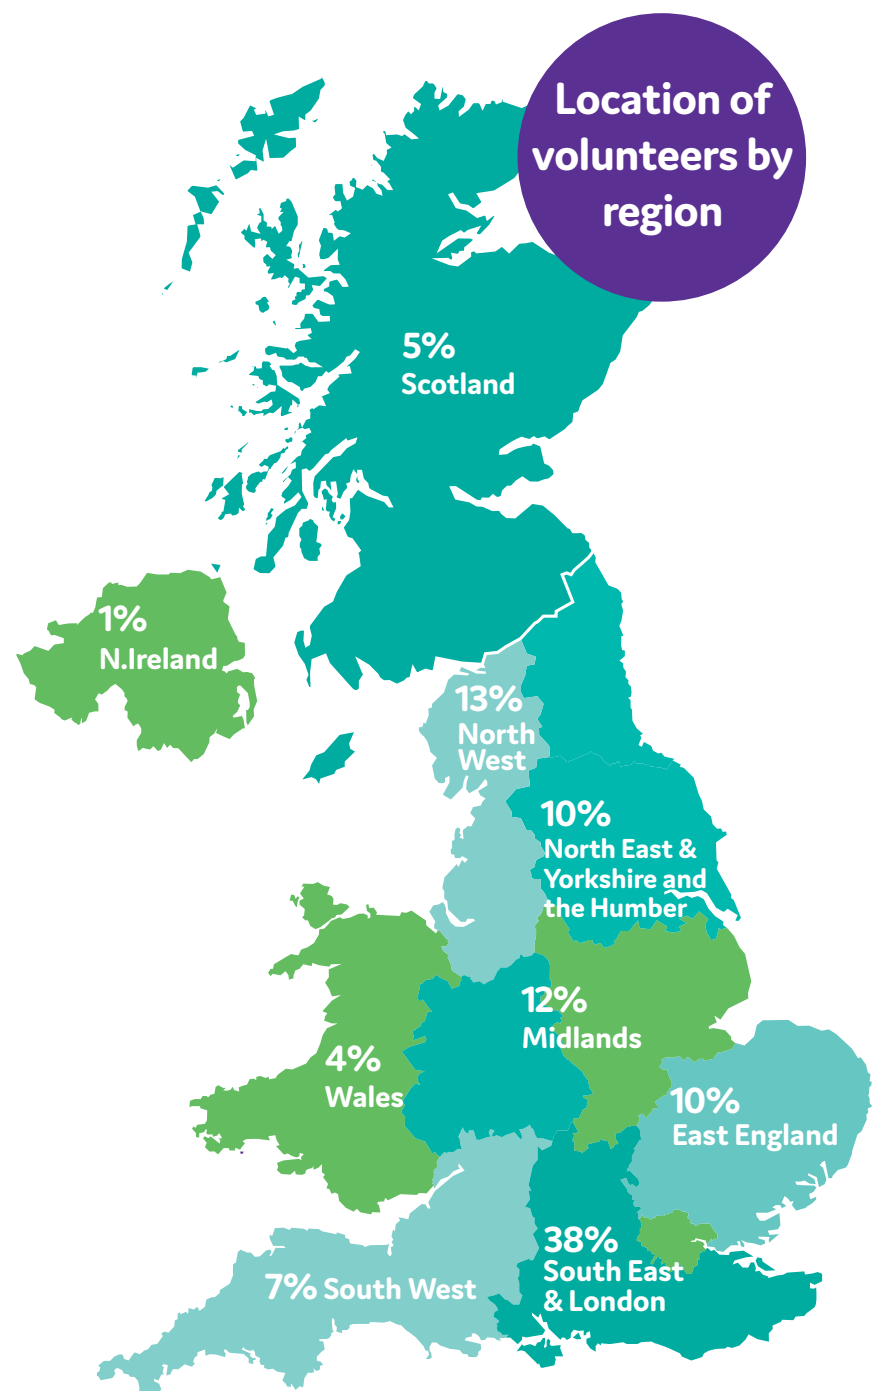 Location of
volunteers by
region
5%
Scotland
1%
N.Ireland
13%
North
West
10%
North East &
Yorkshire and
the Humber
12%
Midlands
4%
Wales
10%
East England
38%
South East
& London
7% South West